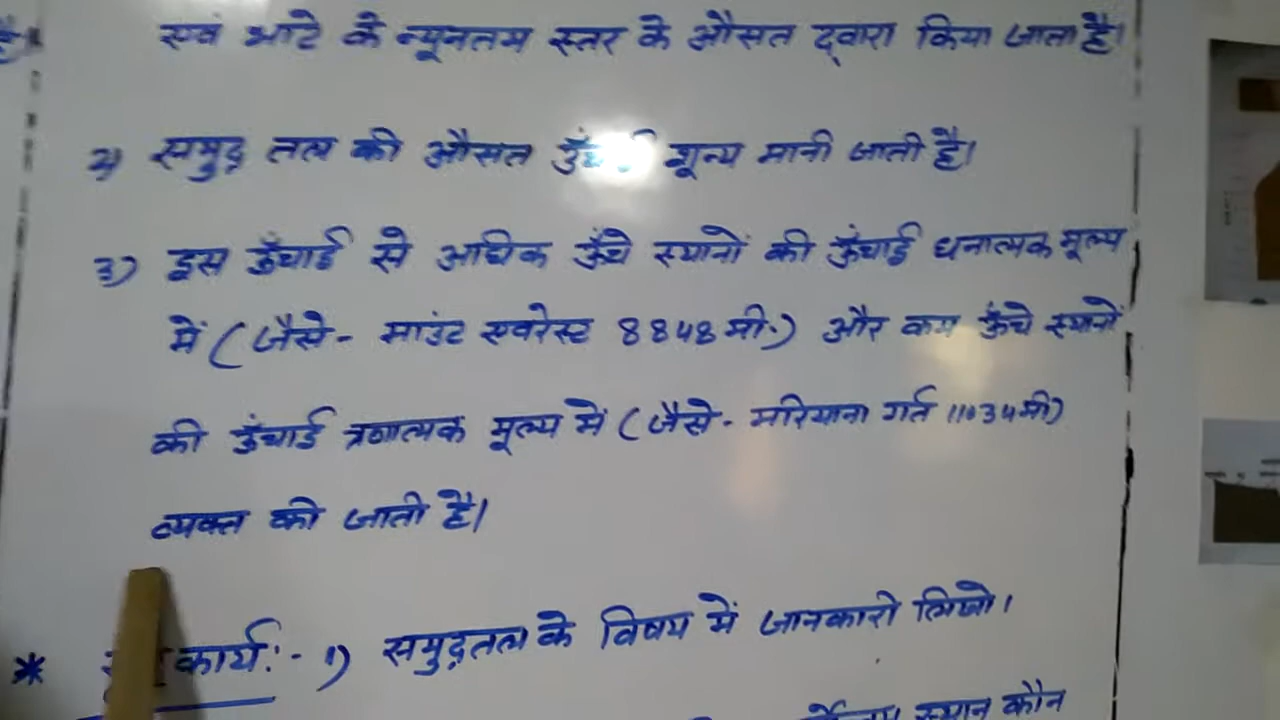 एवं भाटे के न्यूनतम स्तर के औसत द्वारा किया जाता है।
2) समुद्र तल की औसत ऊँचाई शून्य मानी जाती है।
3) इस ऊँचाई से अधिक ऊँचे स्थानों की ऊँचाई धनात्मक मूल्य
में (जैसे- माउंट एवरेस्ट 8848 मी.) और कम ऊँचे स्थानों
की ऊँचाई ऋणात्मक मूल्य में (जैसे- मरियाना गर्त 11034 मी)
व्यक्त की जाती है।
* कार्य:- 1) समुद्रतल के विषय में जानकारी लिखो।
स्थान कौन